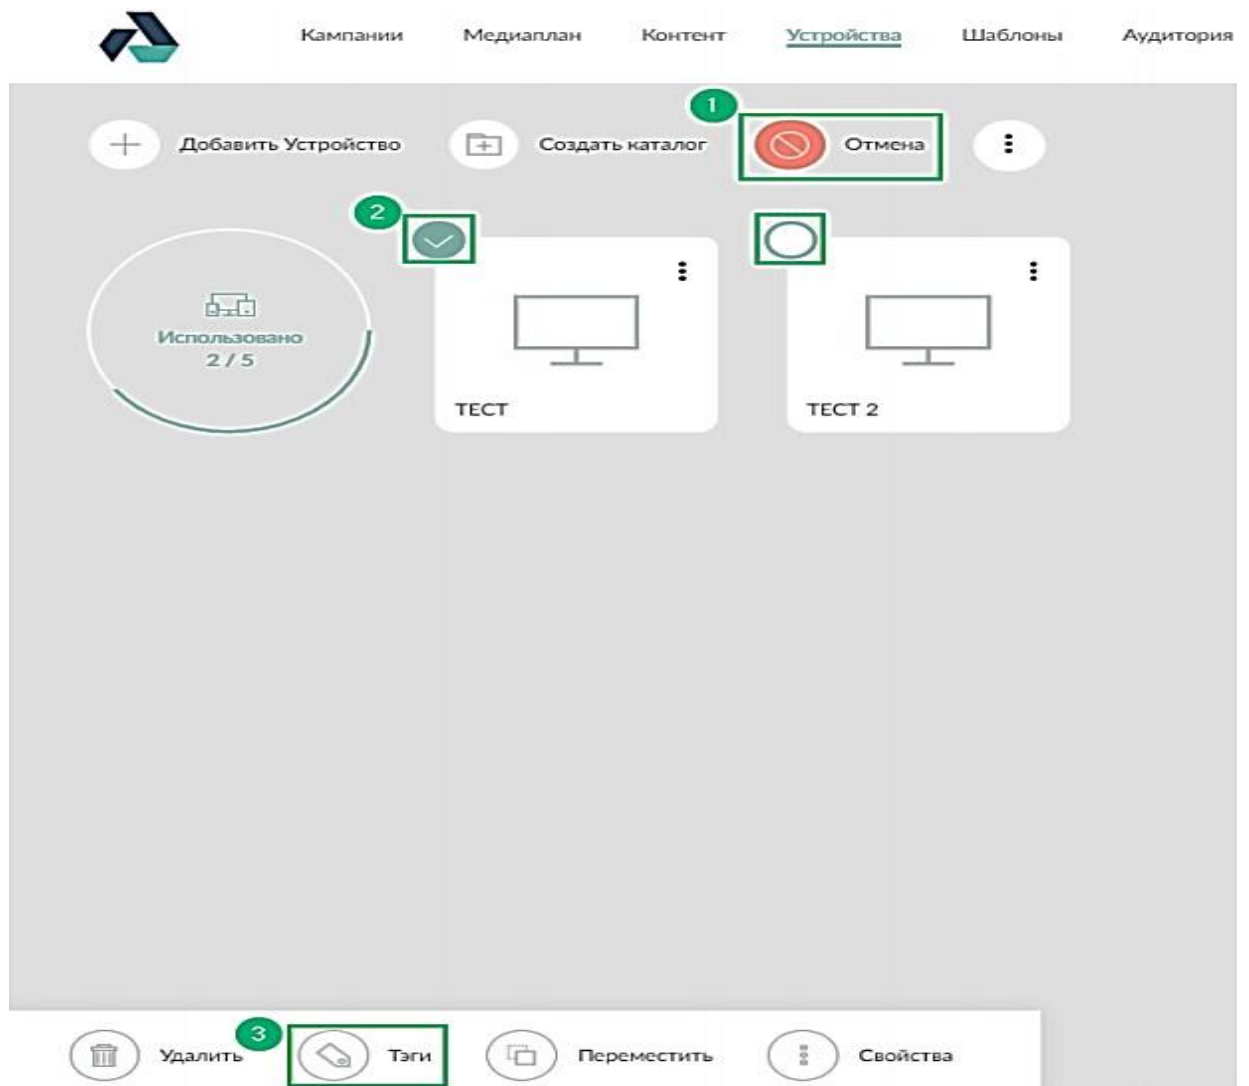 Кампании Медиаплан Контент Устройства Шаблоны Аудитория
1
Добавить Устройство Создать каталог Отмена
2
Использовано
2 / 5
ТЕСТ ТЕСТ 2
3
Удалить Тэги Переместить Свойства